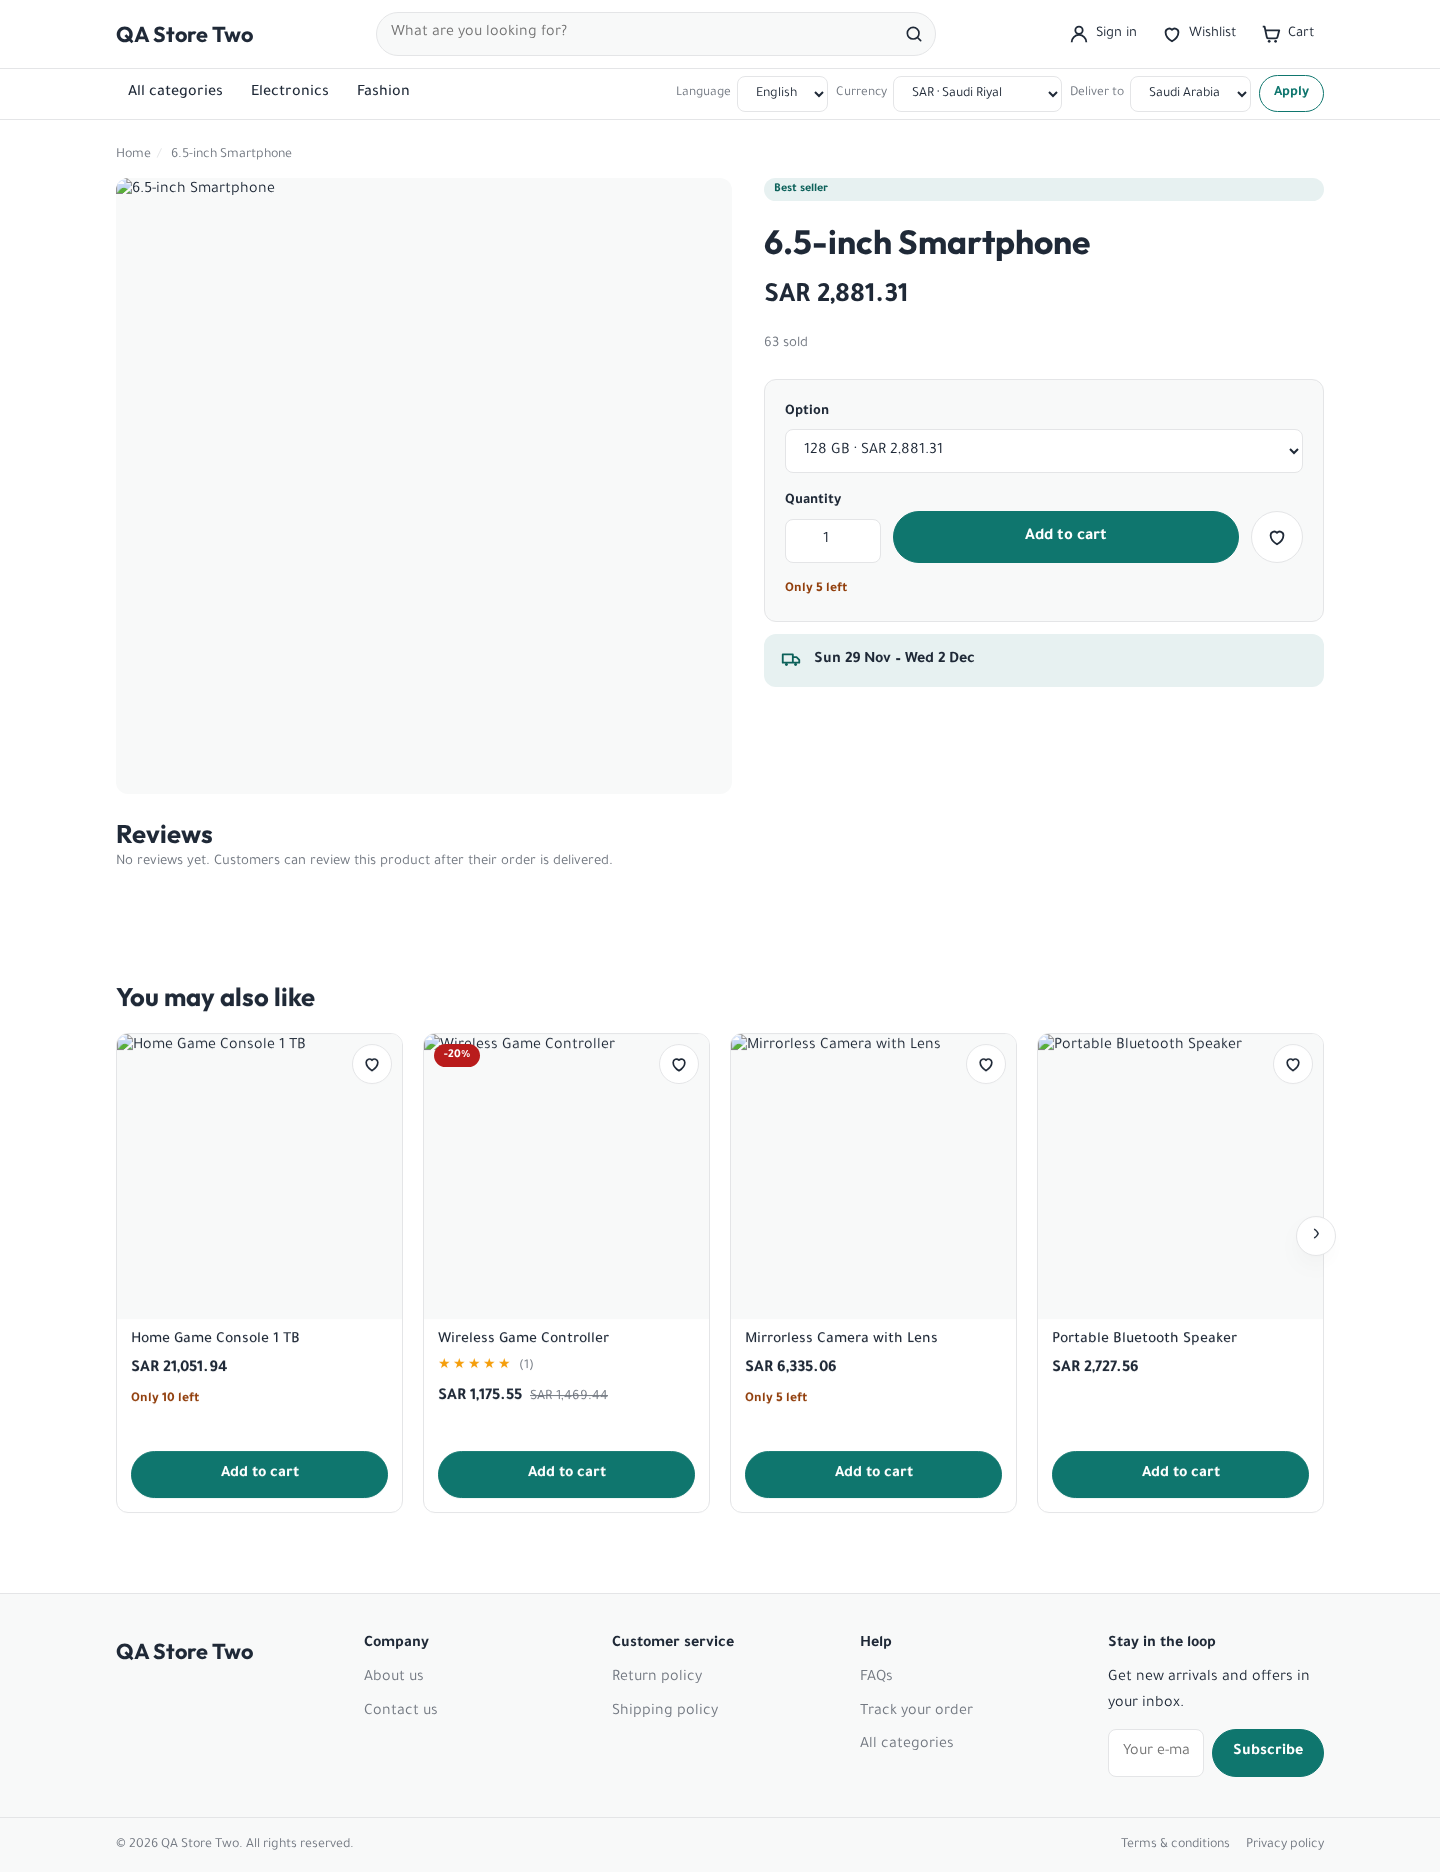 QA Store Two
What are you looking for?
Sign in
Wishlist
Cart
All categories
Electronics
Fashion
Language
English
Currency
SAR · Saudi Riyal
Deliver to
Saudi Arabia
Apply
Home / 6.5-inch Smartphone
6.5-inch Smartphone
Best seller
6.5-inch Smartphone
SAR 2,881.31
63 sold
Option
128 GB · SAR 2,881.31
Quantity
1
Add to cart
Only 5 left
Sun 29 Nov - Wed 2 Dec
Reviews
No reviews yet. Customers can review this product after their order is delivered.
You may also like
Home Game Console 1 TB
Home Game Console 1 TB
SAR 21,051.94
Only 10 left
Add to cart
Wireless Game Controller
-20%
Wireless Game Controller
★★★★★ (1)
SAR 1,175.55 SAR 1,469.44
Add to cart
Mirrorless Camera with Lens
Mirrorless Camera with Lens
SAR 6,335.06
Only 5 left
Add to cart
Portable Bluetooth Speaker
Portable Bluetooth Speaker
SAR 2,727.56
Add to cart
QA Store Two
Company
About us
Contact us
Customer service
Return policy
Shipping policy
Help
FAQs
Track your order
All categories
Stay in the loop
Get new arrivals and offers in
your inbox.
Your e-ma
Subscribe
© 2026 QA Store Two. All rights reserved.
Terms & conditions
Privacy policy